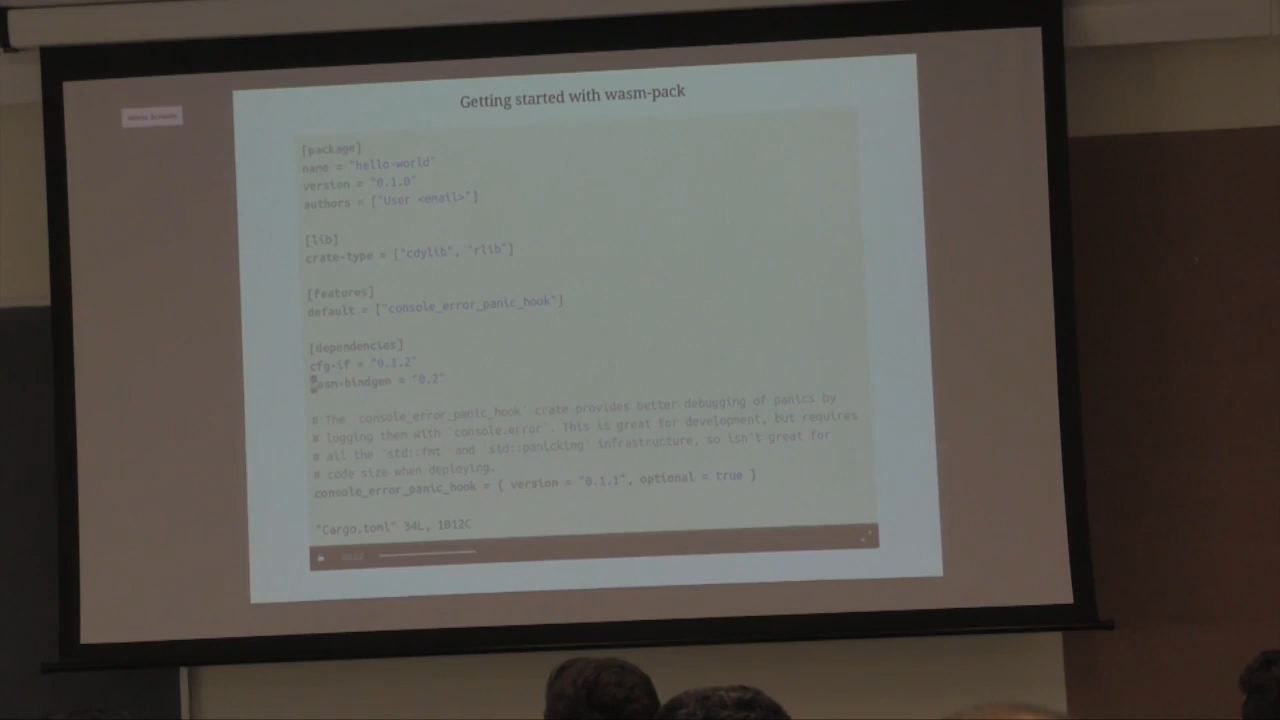 Getting started with wasm-pack
[package]
name = "hello-world"
version = "0.1.0"
authors = ["User <email>"]
[lib]
crate-type = ["cdylib", "rlib"]
[features]
default = ["console_error_panic_hook"]
[dependencies]
cfg-if = "0.1.2"
wasm-bindgen = "0.2"
# The `console_error_panic_hook` crate provides better debugging of panics by
# logging them with `console.error`. This is great for development, but requires
# all the `std::fmt` and `std::panicking` infrastructure, so isn't great for
# code size when deploying.
console_error_panic_hook = { version = "0.1.1", optional = true }
"Cargo.toml" 34L, 1012C